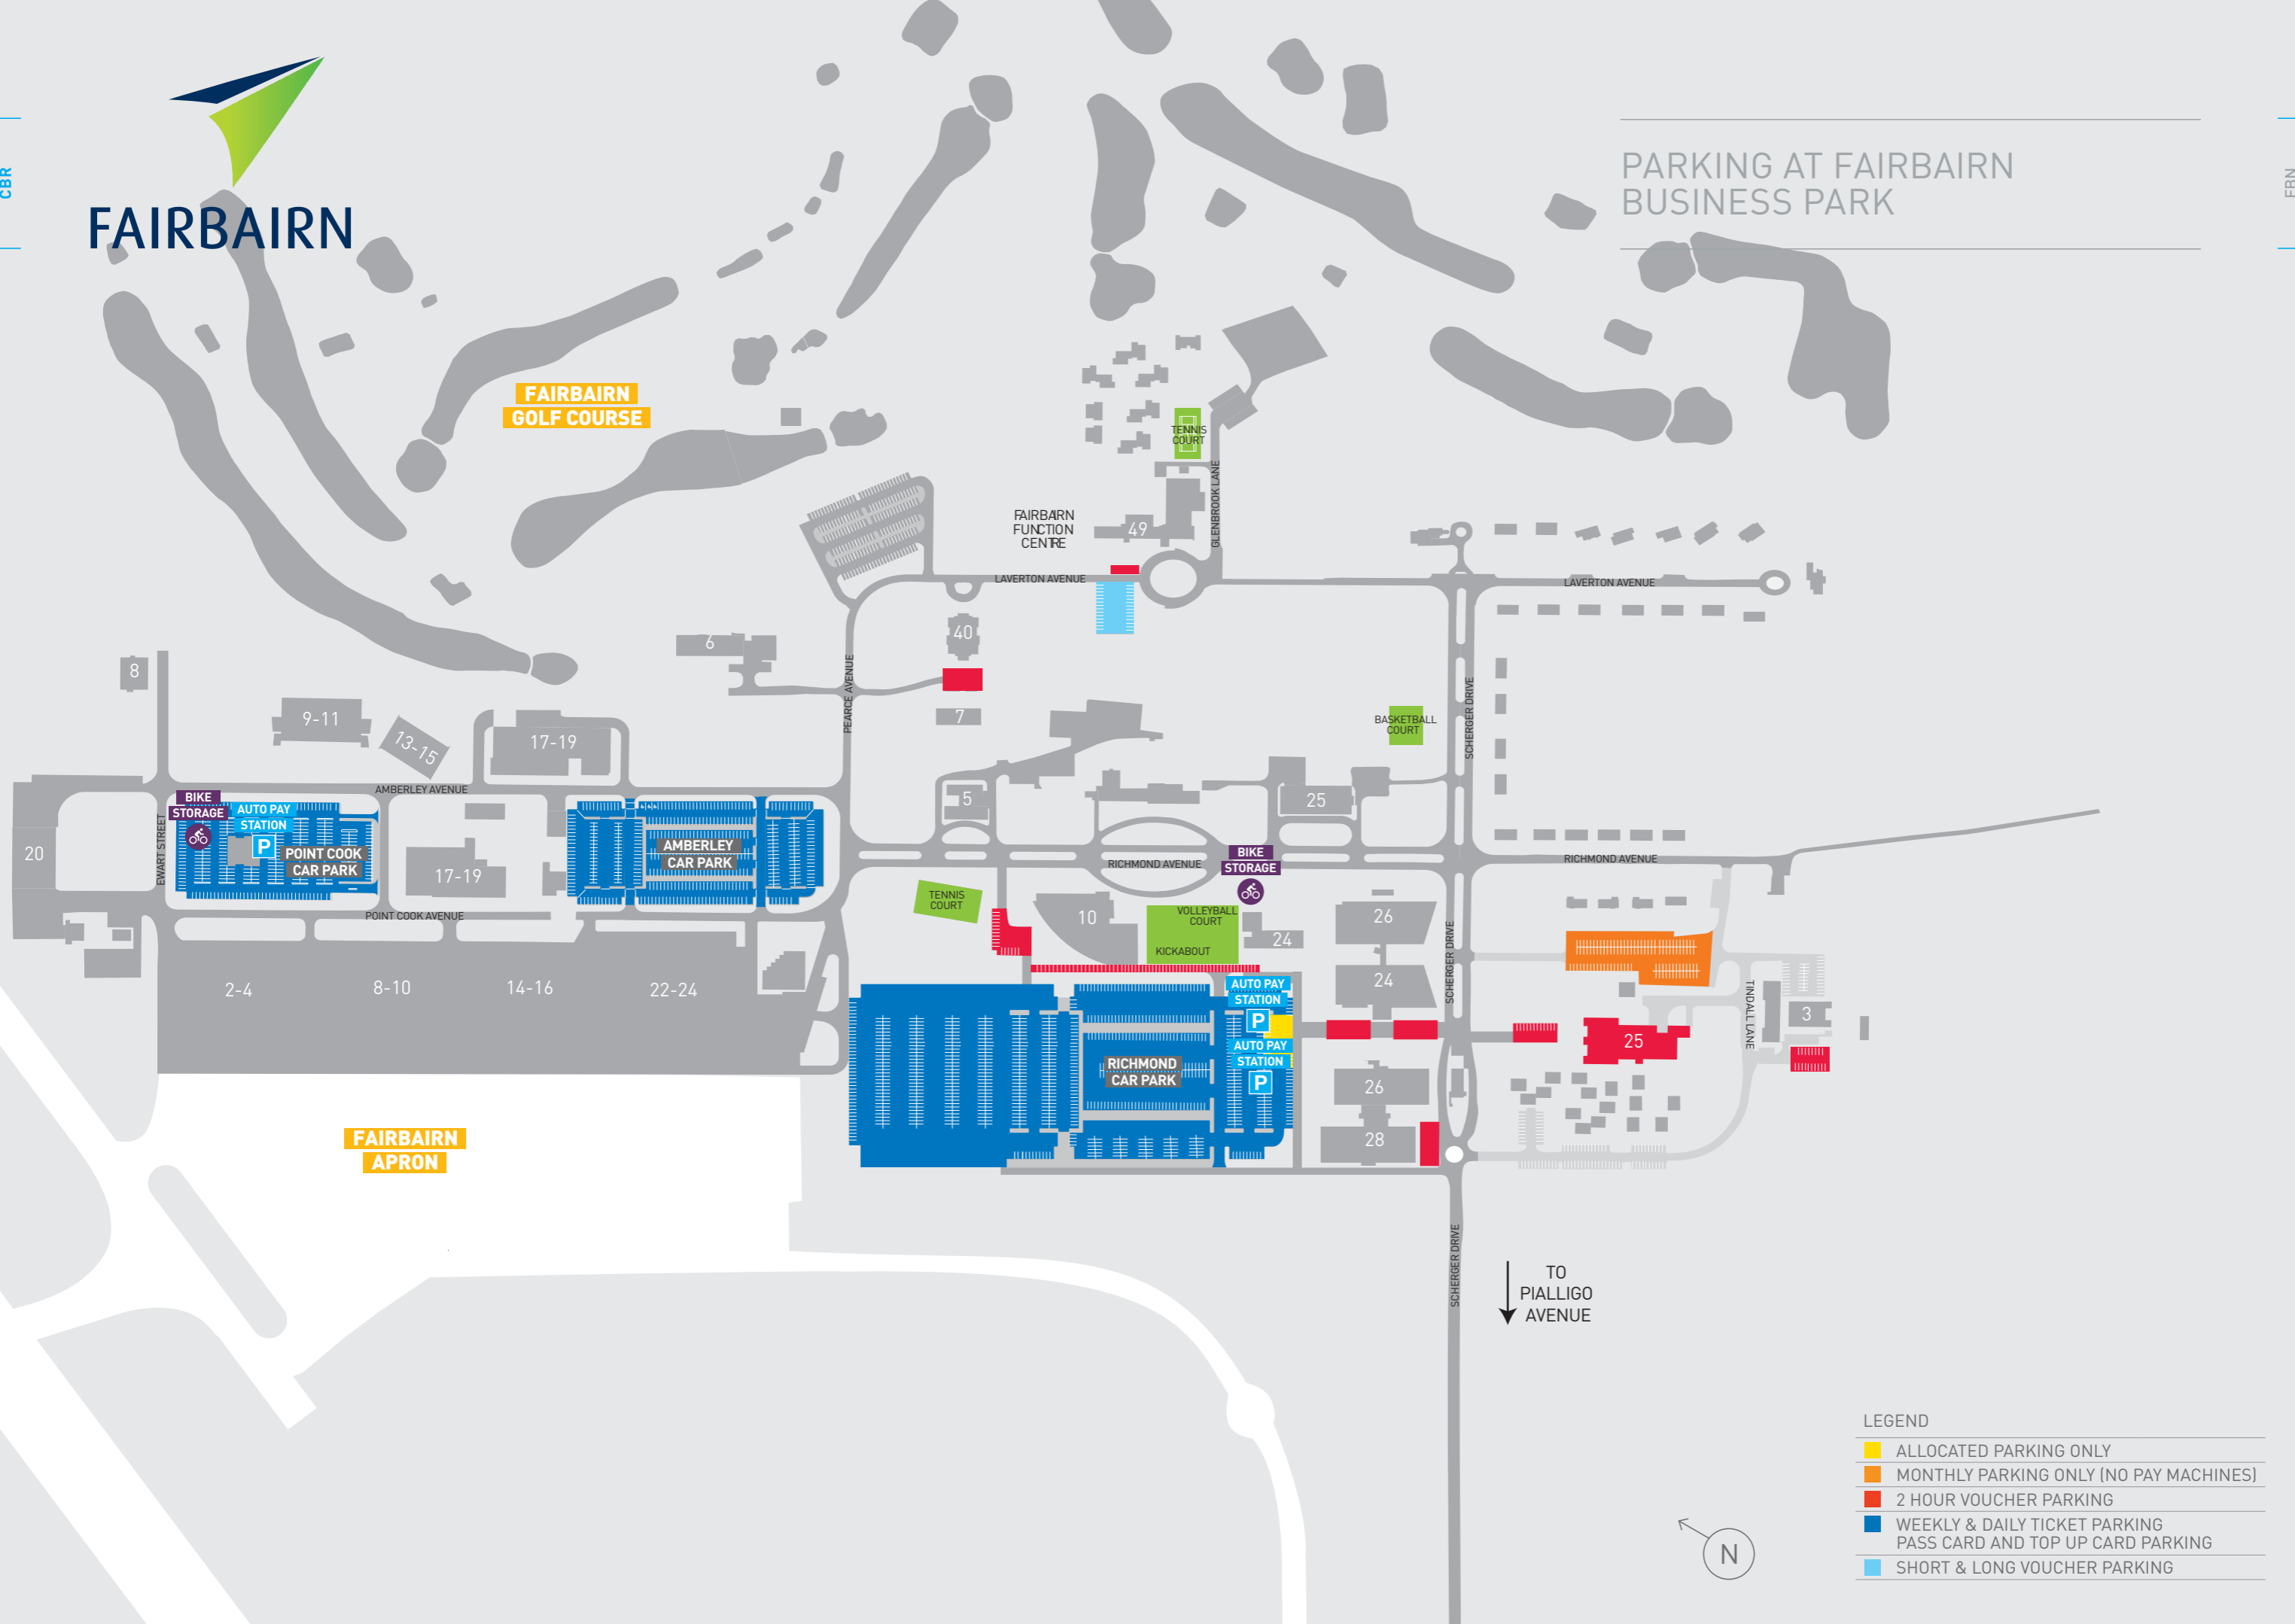 CBR
FAIRBAIRN
PARKING AT FAIRBAIRN
BUSINESS PARK
FBN
FAIRBAIRN
GOLF COURSE
TENNIS
COURT
GLENBROOK LANE
FAIRBAIRN
FUNCTION
CENTRE
49
LAVERTON AVENUE
LAVERTON AVENUE
40
6
8
PEARCE AVENUE
SCHERGER DRIVE
7
9-11
13-15
17-19
BASKETBALL
COURT
AMBERLEY AVENUE
BIKE
STORAGE
AUTO PAY
STATION
P
POINT COOK
CAR PARK
EWART STREET
20
17-19
AMBERLEY
CAR PARK
5
25
RICHMOND AVENUE
BIKE
STORAGE
RICHMOND AVENUE
POINT COOK AVENUE
TENNIS
COURT
10
VOLLEYBALL
COURT
KICKABOUT
24
26
24
SCHERGER DRIVE
2-4
8-10
14-16
22-24
AUTO PAY
STATION
P
AUTO PAY
STATION
P
RICHMOND
CAR PARK
TINDALL LANE
3
25
26
28
FAIRBAIRN
APRON
SCHERGER DRIVE
TO
PIALLIGO
AVENUE
LEGEND
ALLOCATED PARKING ONLY
MONTHLY PARKING ONLY (NO PAY MACHINES)
2 HOUR VOUCHER PARKING
WEEKLY & DAILY TICKET PARKING
PASS CARD AND TOP UP CARD PARKING
SHORT & LONG VOUCHER PARKING
N